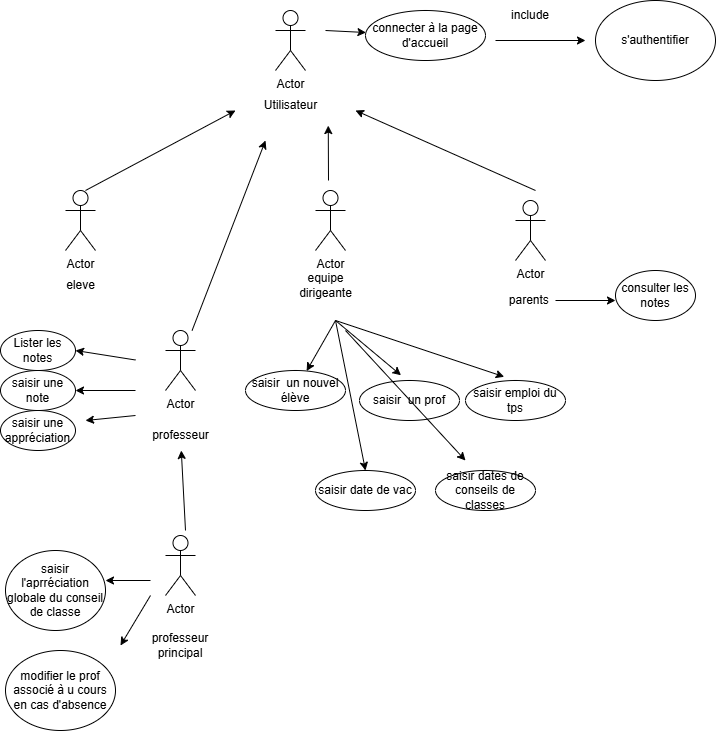 connecter à la page
d'accueil
include
s'authentifier
Actor
Utilisateur
Actor
eleve
Actor
equipe
dirigeante
Actor
parents
consulter les
notes
Lister les
notes
saisir une
note
saisir une
appréciation
Actor
professeur
saisir un nouvel
élève
saisir un prof
saisir emploi du
tps
saisir date de vac
saisir dates de
conseils de
classes
saisir
l'aprréciation
globale du conseil
de classe
Actor
professeur
principal
modifier le prof
associé à u cours
en cas d'absence